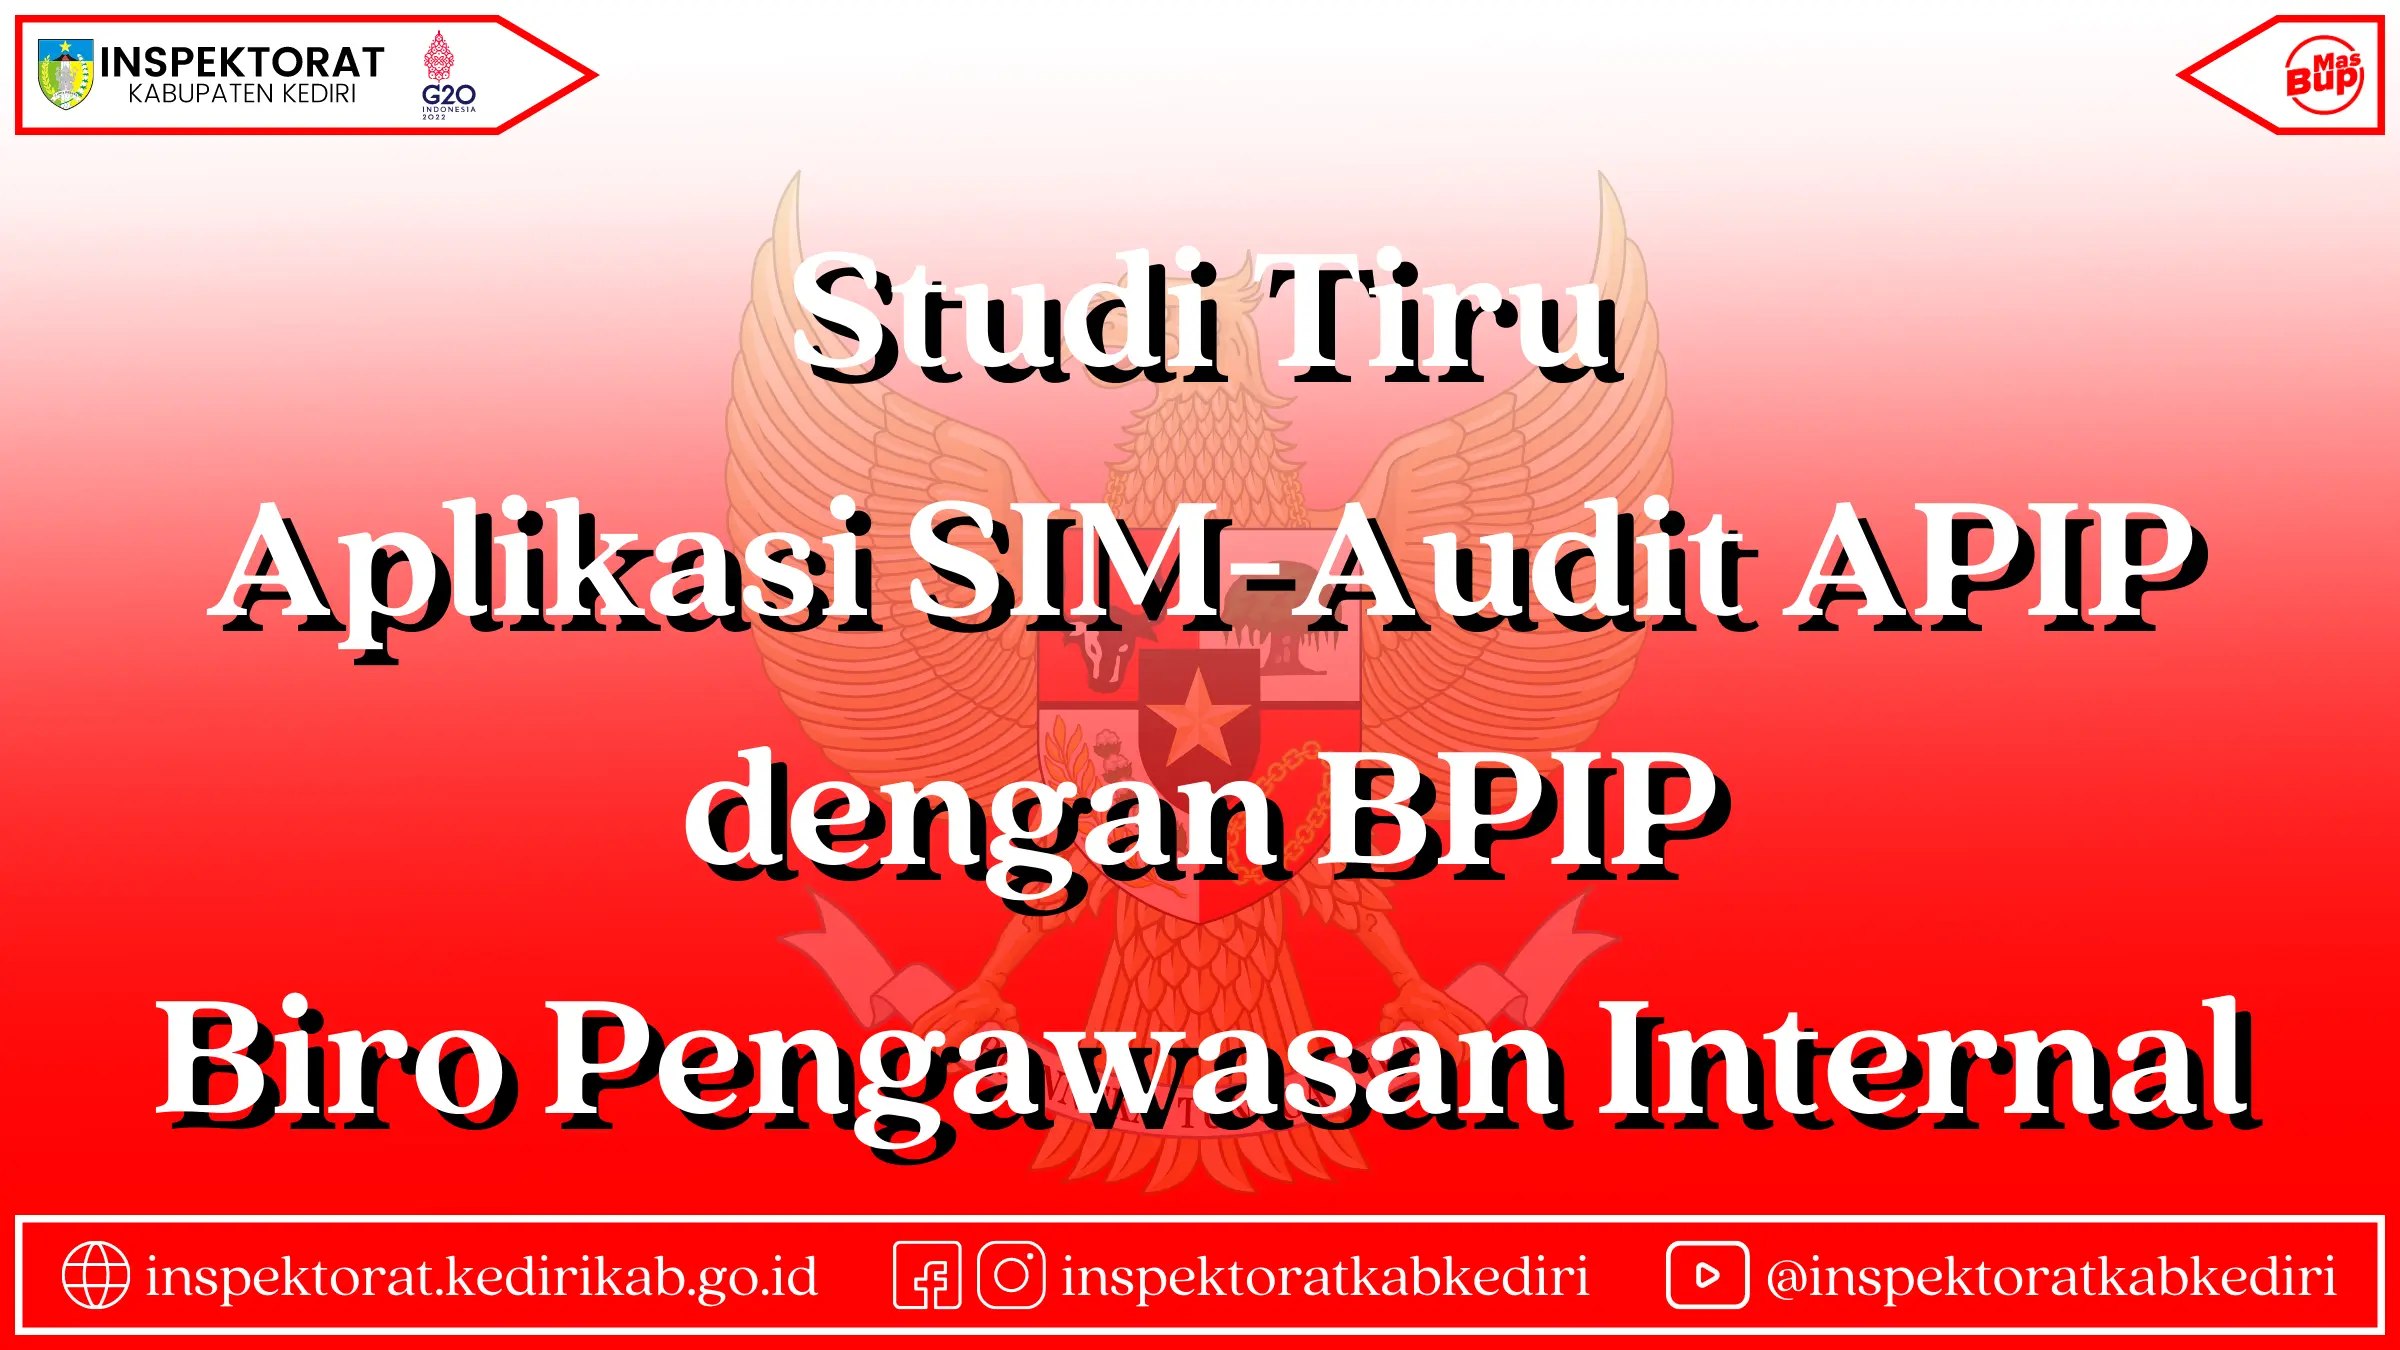 INSPEKTORAT
KABUPATEN KEDIRI
G20
INDONESIA
2022
Mas
Bup
Studi Tiru
Aplikasi SIM-Audit APIP
dengan BPIP
Biro Pengawasan Internal
inspektorat.kedirikab.go.id
inspektoratkabkediri
@inspektoratkabkediri